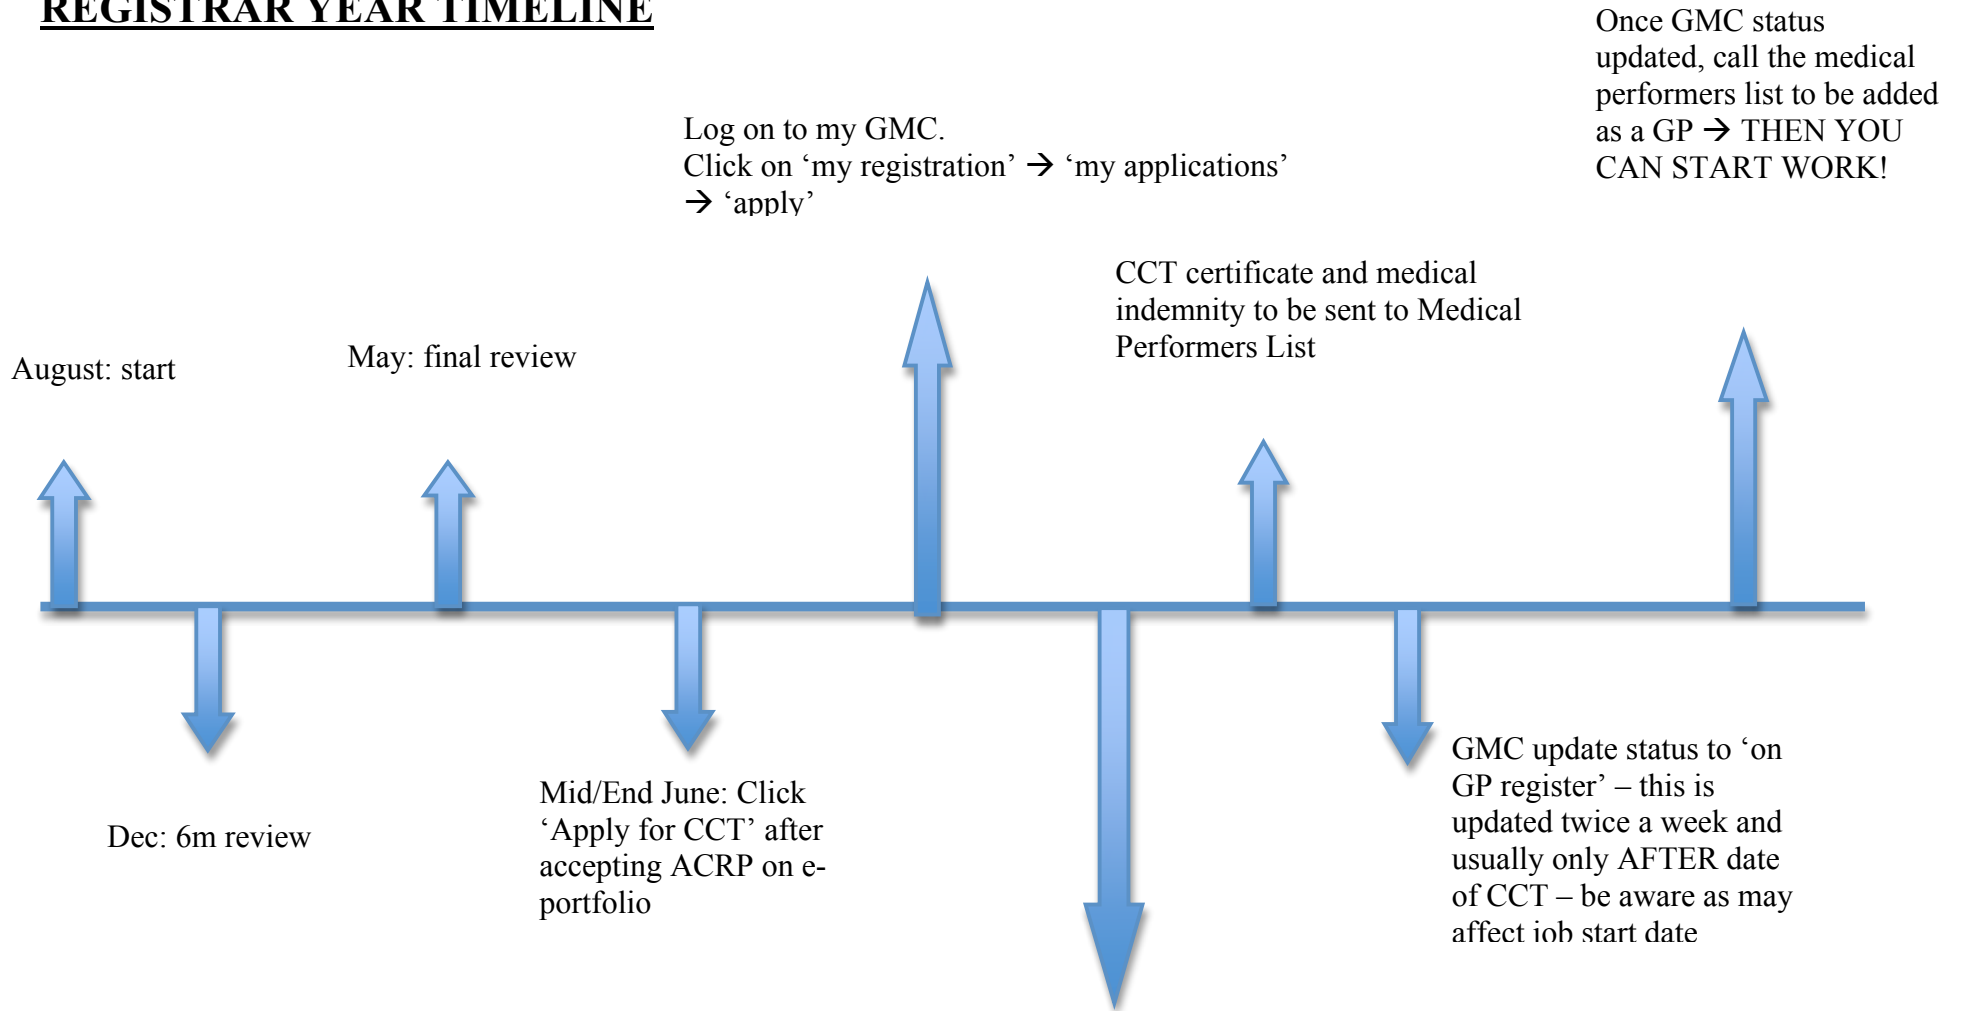 REGISTRAR YEAR TIMELINE
Once GMC status
updated, call the medical
performers list to be added
as a GP → THEN YOU
CAN START WORK!
Log on to my GMC.
Click on ‘my registration’ → ‘my applications’
→ ‘apply’
CCT certificate and medical
indemnity to be sent to Medical
Performers List
August: start
May: final review
Dec: 6m review
Mid/End June: Click
‘Apply for CCT’ after
accepting ACRP on e-
portfolio
GMC update status to ‘on
GP register’ – this is
updated twice a week and
usually only AFTER date
of CCT – be aware as may
affect job start date